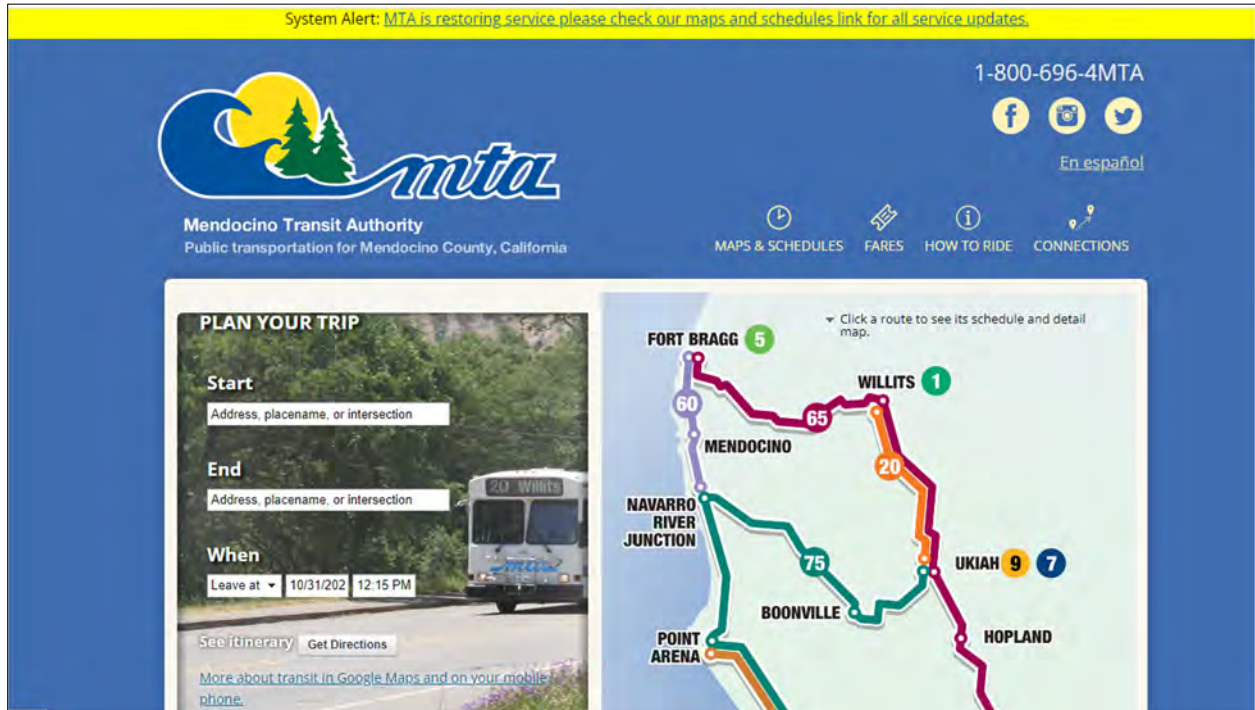 System Alert: MTA is restoring service please check our maps and schedules link for all service updates.
1-800-696-4MTA
En español
mta
Mendocino Transit Authority
Public transportation for Mendocino County, California
MAPS & SCHEDULES FARES HOW TO RIDE CONNECTIONS
PLAN YOUR TRIP
Start
Address, placename, or intersection
End
Address, placename, or intersection
When
Leave at 10/31/202 12:15 PM
See itinerary Get Directions
More about transit in Google Maps and on your mobile
phone.
20 Willits
mta
Click a route to see its schedule and detail
map.
FORT BRAGG 5
WILLITS 1
60
65
MENDOCINO
20
NAVARRO
RIVER
JUNCTION
75
UKIAH 9 7
BOONVILLE
HOPLAND
POINT
ARENA